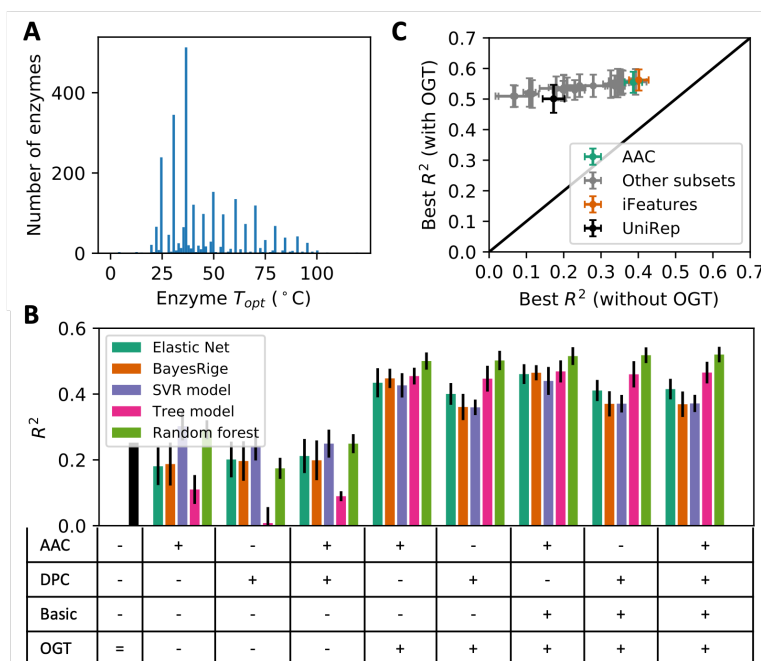 A
Number of enzymes
400
200
0
0 25 50 75 100
Enzyme T_opt (°C)
C
Best R² (with OGT)
0.7
0.6
0.5
0.4
0.3
0.2
0.1
0.0
AAC
Other subsets
iFeatures
UniRep
0.0 0.1 0.2 0.3 0.4 0.5 0.6 0.7
Best R² (without OGT)
B
R²
0.6
0.4
0.2
0.0
Elastic Net
BayesRige
SVR model
Tree model
Random forest
AAC - + - + + - + - +
DPC - - + + - + - + +
Basic - - - - - - + + +
OGT = - - - + + + + +